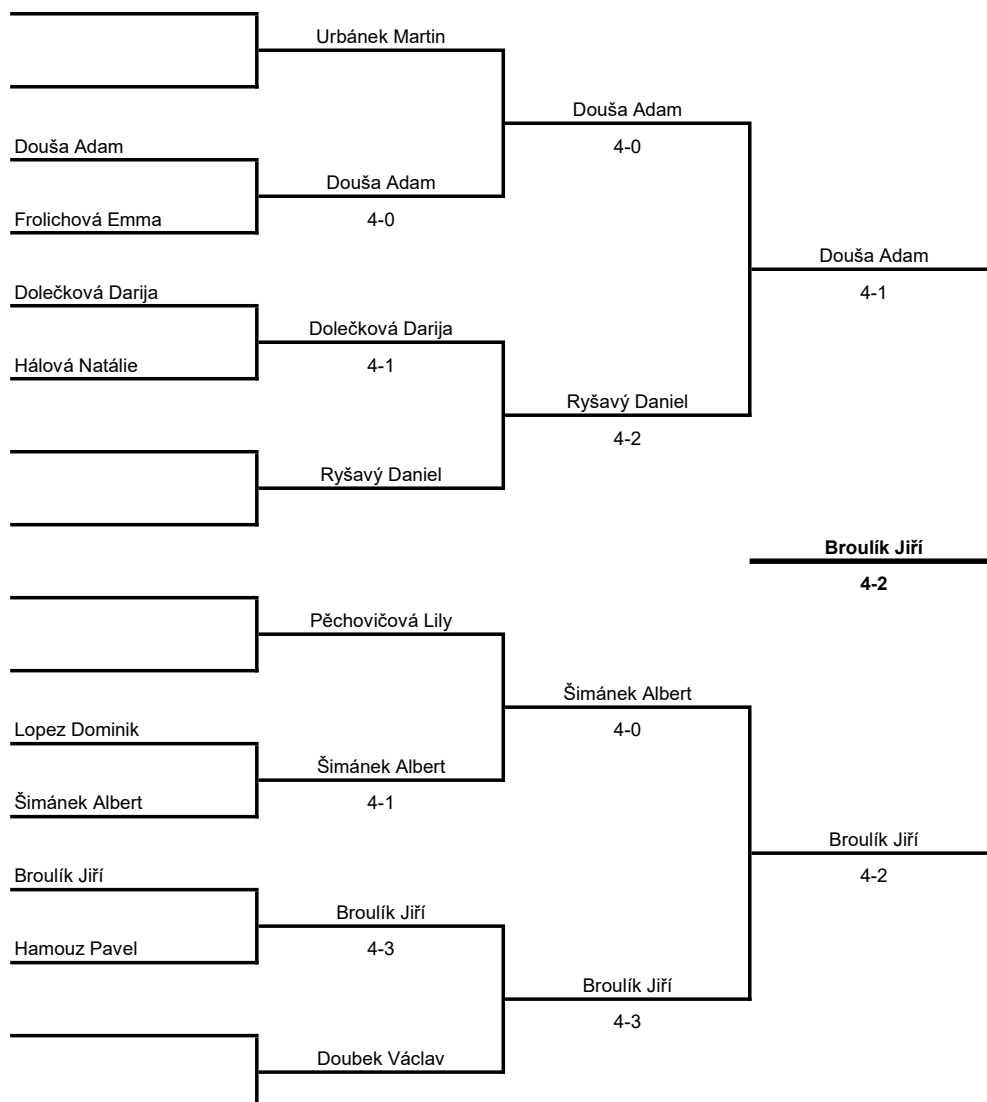 Urbánek Martin
Douša Adam
4-0
Douša Adam
Douša Adam
4-0
Frolichová Emma
Douša Adam
4-1
Dolečková Darija
Dolečková Darija
4-1
Hálová Natálie
Ryšavý Daniel
4-2
Ryšavý Daniel
Broulík Jiří
4-2
Pěchovičová Lily
Šimánek Albert
4-0
Lopez Dominik
Šimánek Albert
4-1
Šimánek Albert
Broulík Jiří
4-2
Broulík Jiří
Broulík Jiří
4-3
Hamouz Pavel
Broulík Jiří
4-3
Doubek Václav